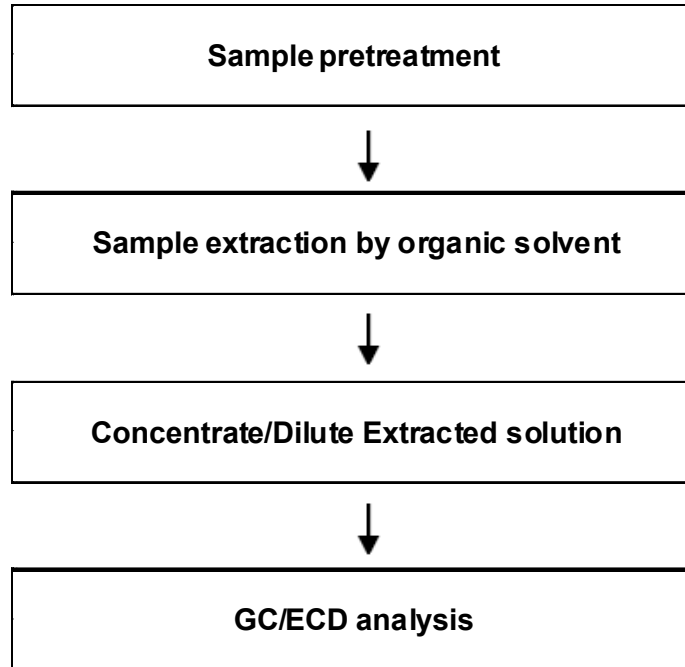 Sample pretreatment
Sample extraction by organic solvent
Concentrate/Dilute Extracted solution
GC/ECD analysis